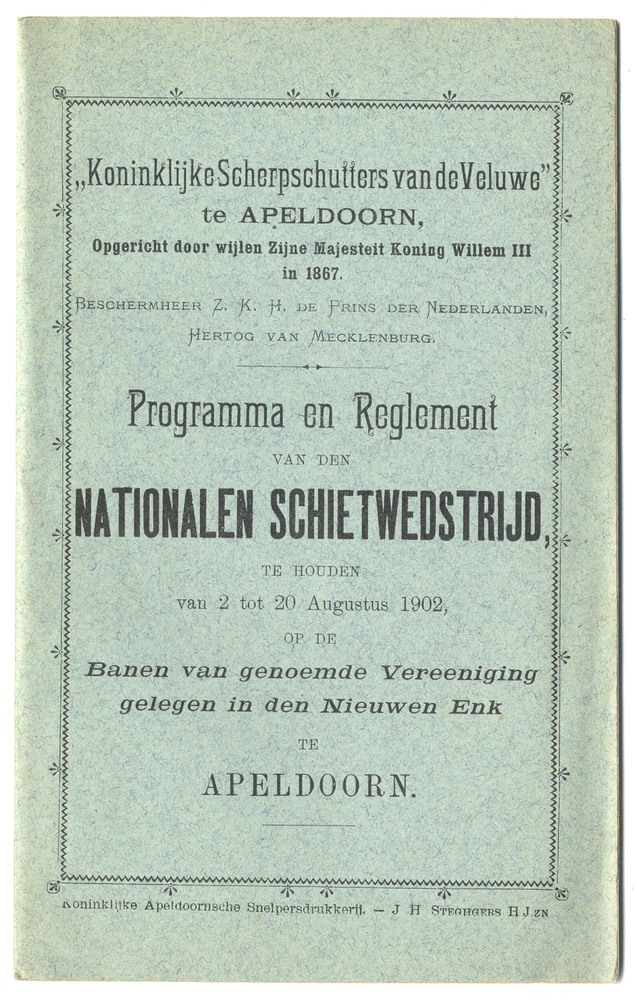 „Koninklijke Scherpschutters van de Veluwe”
te APELDOORN,
Opgericht door wijlen Zijne Majesteit Koning Willem III
in 1867.
BESCHERMHEER Z. K. H. DE PRINS DER NEDERLANDEN,
HERTOG VAN MECKLENBURG.
Programma en Reglement
VAN DEN
NATIONALEN SCHIETWEDSTRIJD,
TE HOUDEN
van 2 tot 20 Augustus 1902,
OP DE
Banen van genoemde Vereeniging
gelegen in den Nieuwen Enk
TE
APELDOORN.
Koninklijke Apeldoornsche Snelpersdrukkerij. — J H STEGHGERS H J.ZN